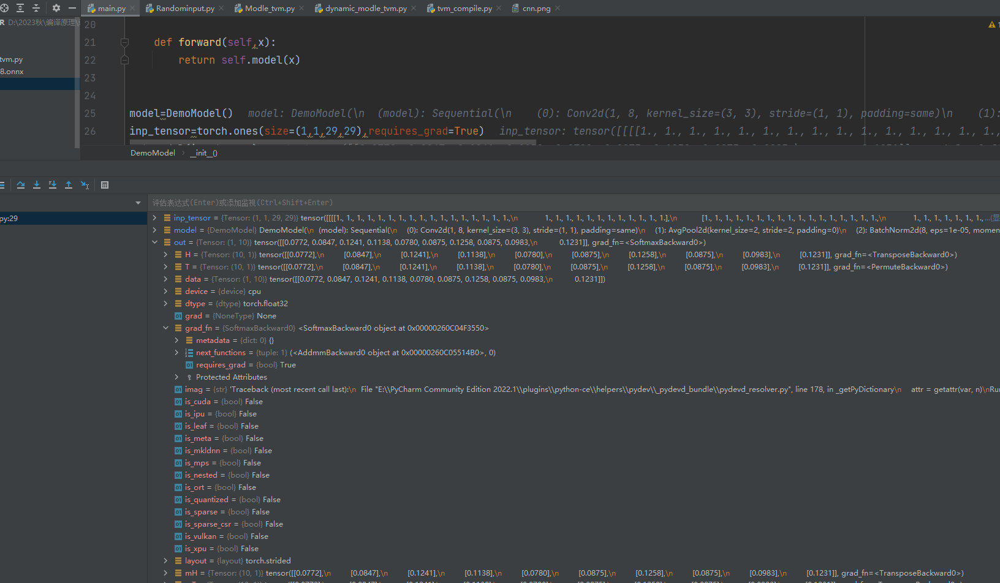 main.py
Randominput.py
Modle_tvm.py
dynamic_modle_tvm.py
tvm_compile.py
cnn.png
R D:\2023秋\编译原理\
tvm.py
8.onnx
20
21 def forward(self,x):
22 return self.model(x)
23
24
25 model=DemoModel() model: DemoModel(\n (model): Sequential(\n (0): Conv2d(1, 8, kernel_size=(3, 3), stride=(1, 1), padding=same)\n (1):
26 inp_tensor=torch.ones(size=(1,1,29,29),requires_grad=True) inp_tensor: tensor([[[[1., 1., 1., 1., 1., 1., 1., 1., 1., 1., 1., 1., 1., 1., 1.,
DemoModel › __init__()
py:29
评估表达式(Enter)或添加监视(Ctrl+Shift+Enter)
inp_tensor = {Tensor: (1, 1, 29, 29)} tensor([[[[1., 1., 1., 1., 1., 1., 1., 1., 1., 1., 1., 1., 1., 1., 1., 1., 1.,\n 1., 1., 1., 1., 1., 1., 1., 1., 1., 1., 1., 1.],\n [1., 1., 1., 1., 1., 1., 1., 1., 1., 1., 1., 1., 1., 1., 1., 1., 1.,\n 1., 1., 1., 1., 1., 1., 1.,...(显
model = {DemoModel} DemoModel(\n (model): Sequential(\n (0): Conv2d(1, 8, kernel_size=(3, 3), stride=(1, 1), padding=same)\n (1): AvgPool2d(kernel_size=2, stride=2, padding=0)\n (2): BatchNorm2d(8, eps=1e-05, momen
out = {Tensor: (1, 10)} tensor([[0.0772, 0.0847, 0.1241, 0.1138, 0.0780, 0.0875, 0.1258, 0.0875, 0.0983,\n 0.1231]], grad_fn=<SoftmaxBackward0>)
H = {Tensor: (10, 1)} tensor([[0.0772],\n [0.0847],\n [0.1241],\n [0.1138],\n [0.0780],\n [0.0875],\n [0.1258],\n [0.0875],\n [0.0983],\n [0.1231]], grad_fn=<TransposeBackward0>)
T = {Tensor: (10, 1)} tensor([[0.0772],\n [0.0847],\n [0.1241],\n [0.1138],\n [0.0780],\n [0.0875],\n [0.1258],\n [0.0875],\n [0.0983],\n [0.1231]], grad_fn=<PermuteBackward0>)
data = {Tensor: (1, 10)} tensor([[0.0772, 0.0847, 0.1241, 0.1138, 0.0780, 0.0875, 0.1258, 0.0875, 0.0983,\n 0.1231]])
device = {device} cpu
dtype = {dtype} torch.float32
grad = {NoneType} None
grad_fn = {SoftmaxBackward0} <SoftmaxBackward0 object at 0x00000260C04F3550>
metadata = {dict: 0} {}
next_functions = {tuple: 1} (<AddmmBackward0 object at 0x00000260C05514B0>, 0)
requires_grad = {bool} True
Protected Attributes
imag = {str} 'Traceback (most recent call last):\n File "E:\\PyCharm Community Edition 2022.1\\plugins\\python-ce\\helpers\\pydev\\_pydevd_bundle\\pydevd_resolver.py", line 178, in _getPyDictionary\n attr = getattr(var, n)\nRun
is_cuda = {bool} False
is_ipu = {bool} False
is_leaf = {bool} False
is_meta = {bool} False
is_mkldnn = {bool} False
is_mps = {bool} False
is_nested = {bool} False
is_ort = {bool} False
is_quantized = {bool} False
is_sparse = {bool} False
is_sparse_csr = {bool} False
is_vulkan = {bool} False
is_xpu = {bool} False
layout = {layout} torch.strided
mH = {Tensor: (10, 1)} tensor([[0.0772],\n [0.0847],\n [0.1241],\n [0.1138],\n [0.0780],\n [0.0875],\n [0.1258],\n [0.0875],\n [0.0983],\n [0.1231]], grad_fn=<TransposeBackward0>)